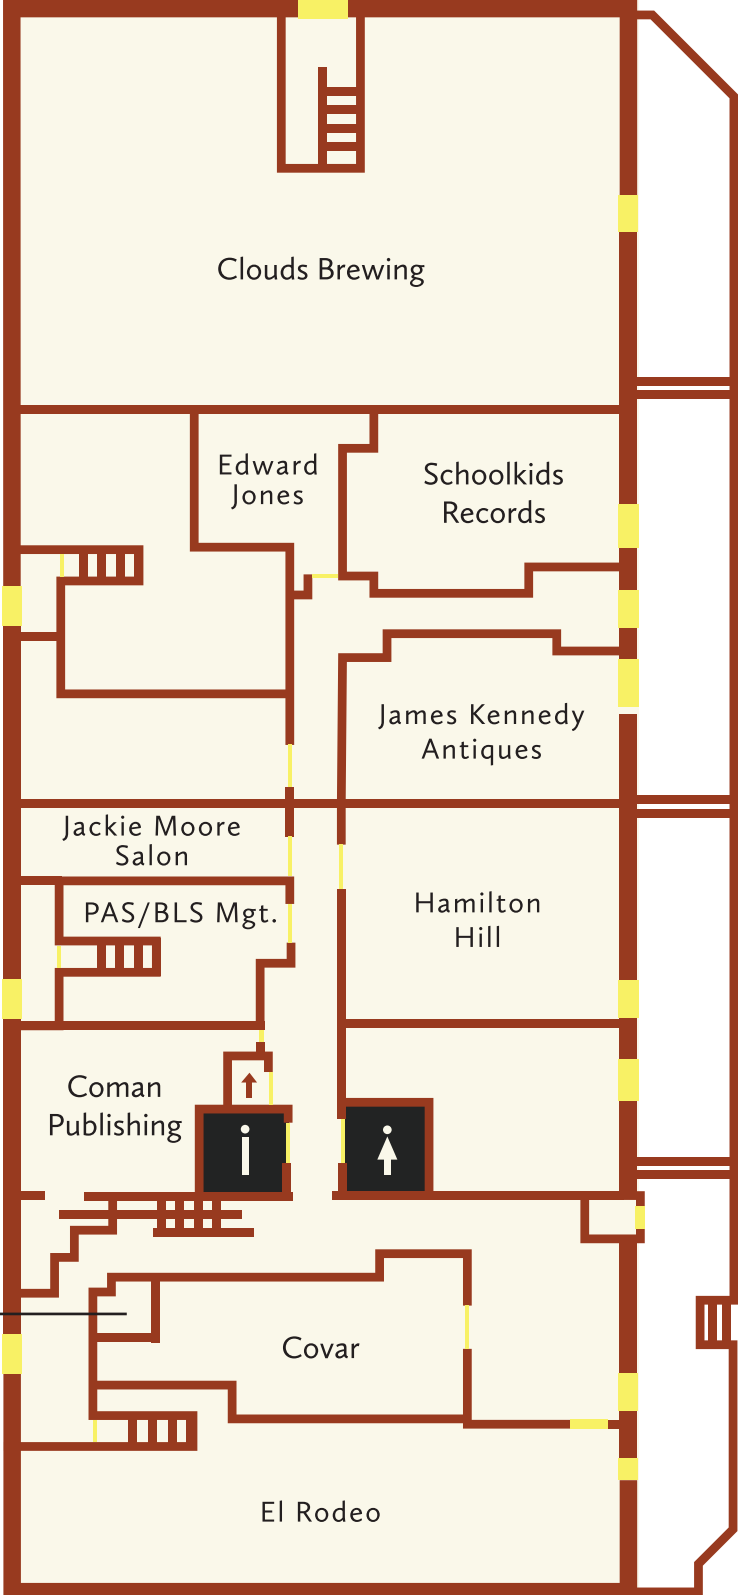 Clouds Brewing
Edward
Jones
Schoolkids
Records
James Kennedy
Antiques
Jackie Moore
Salon
PAS/BLS Mgt.
Hamilton
Hill
Coman
Publishing
Covar
El Rodeo